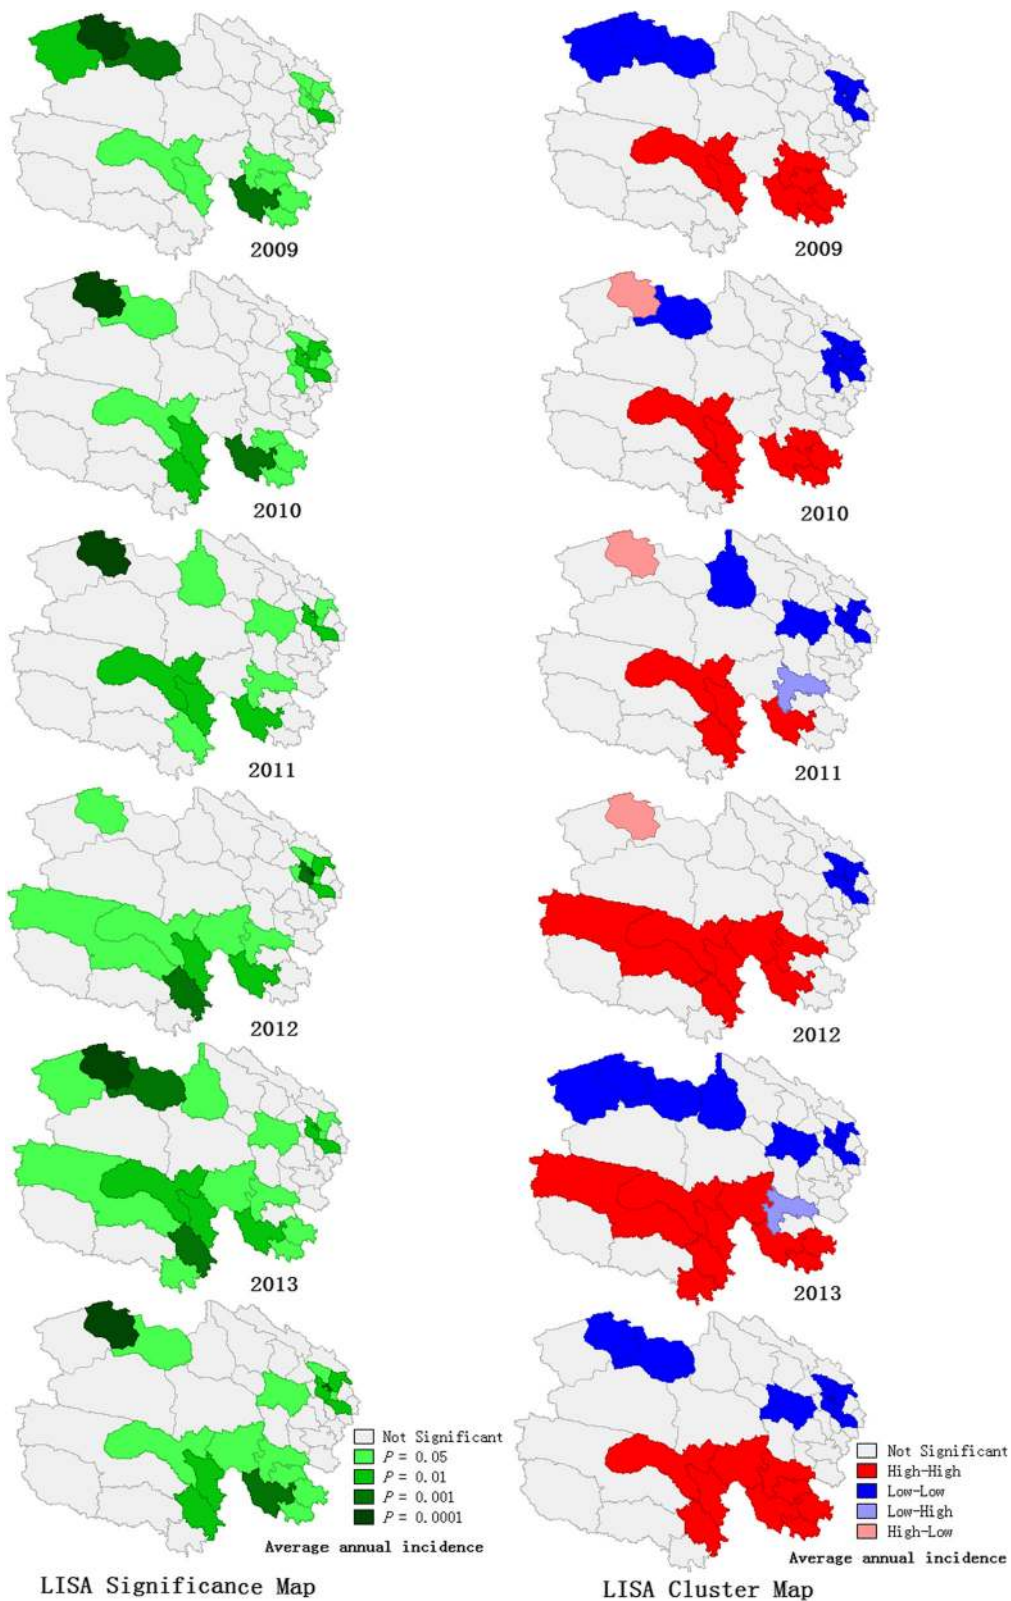 2009
2009
2010
2010
2011
2011
2012
2012
2013
2013
Not Significant
P = 0.05
P = 0.01
P = 0.001
P = 0.0001
Average annual incidence
Not Significant
High-High
Low-Low
Low-High
High-Low
Average annual incidence
LISA Significance Map
LISA Cluster Map